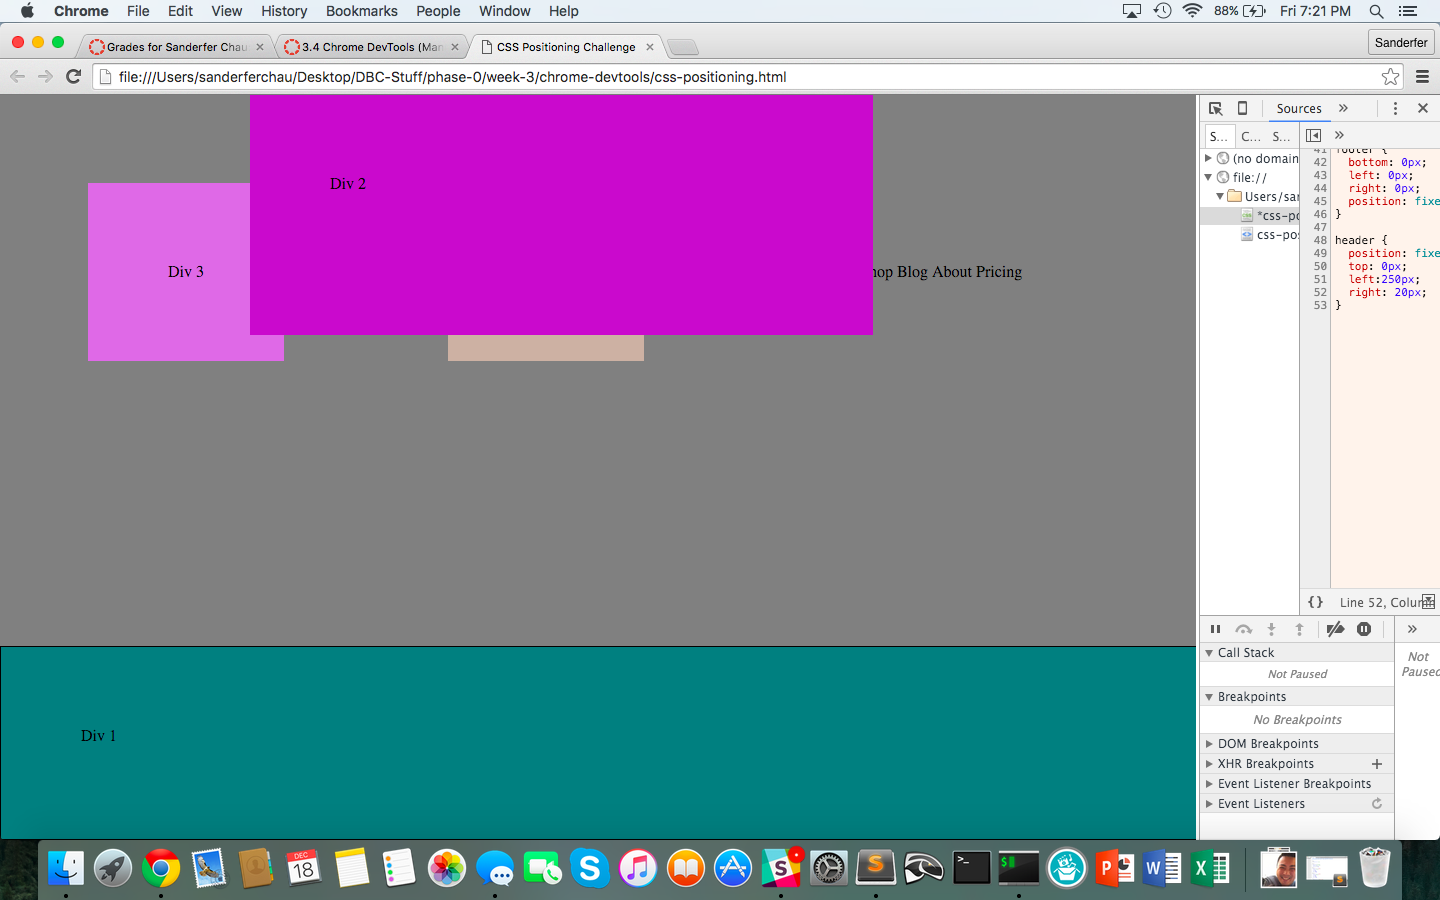 Chrome File Edit View History Bookmarks People Window Help 88% Fri 7:21 PM
Grades for Sanderfer Chau 3.4 Chrome DevTools (Man CSS Positioning Challenge Sanderfer
file:///Users/sanderferchau/Desktop/DBC-Stuff/phase-0/week-3/chrome-devtools/css-positioning.html
Div 2
Div 3
hop Blog About Pricing
Div 1
Sources »
S... C... S... »
(no domain
file://
Users/sar
*css-po
css-pos
41 footer {
42 bottom: 0px;
43 left: 0px;
44 right: 0px;
45 position: fixe
46 }
47
48 header {
49 position: fixe
50 top: 0px;
51 left:250px;
52 right: 20px;
53 }
{} Line 52, Colum
»
Call Stack
Not Paused
Breakpoints
No Breakpoints
DOM Breakpoints
XHR Breakpoints +
Event Listener Breakpoints
Event Listeners
Not
Paused
DEC
18